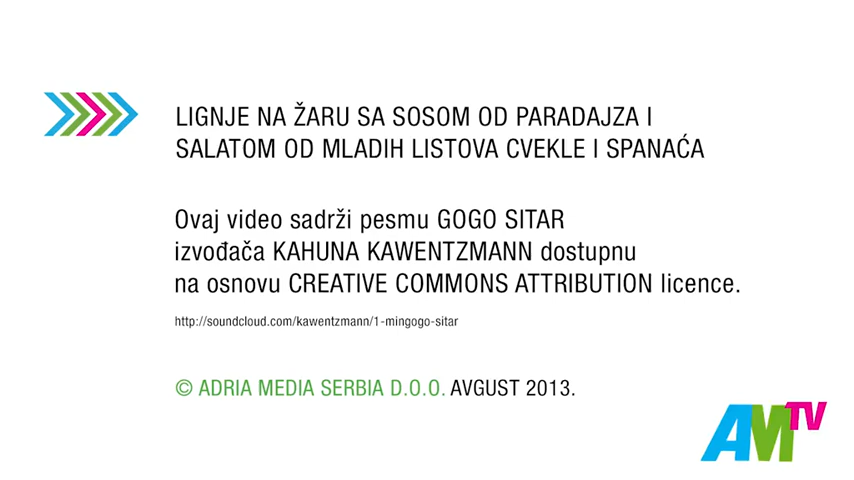 LIGNJE NA ŽARU SA SOSOM OD PARADAJZA I
SALATOM OD MLADIH LISTOVA CVEKLE I SPANAĆA
Ovaj video sadrži pesmu GOGO SITAR
izvođača KAHUNA KAWENTZMANN dostupnu
na osnovu CREATIVE COMMONS ATTRIBUTION licence.
http://soundcloud.com/kawentzmann/1-mingogo-sitar
© ADRIA MEDIA SERBIA D.O.O. AVGUST 2013.
AMTV